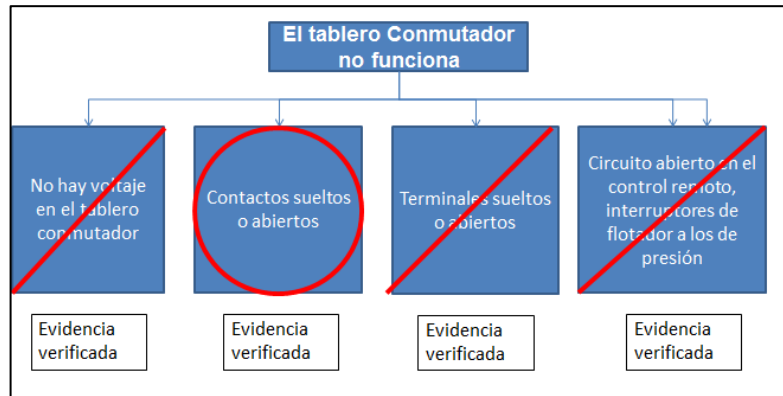 El tablero Conmutador
no funciona
No hay voltaje
en el tablero
conmutador
Contactos sueltos
o abiertos
Terminales sueltos
o abiertos
Circuito abierto en el
control remoto,
interruptores de
flotador a los de
presión
Evidencia
verificada
Evidencia
verificada
Evidencia
verificada
Evidencia
verificada